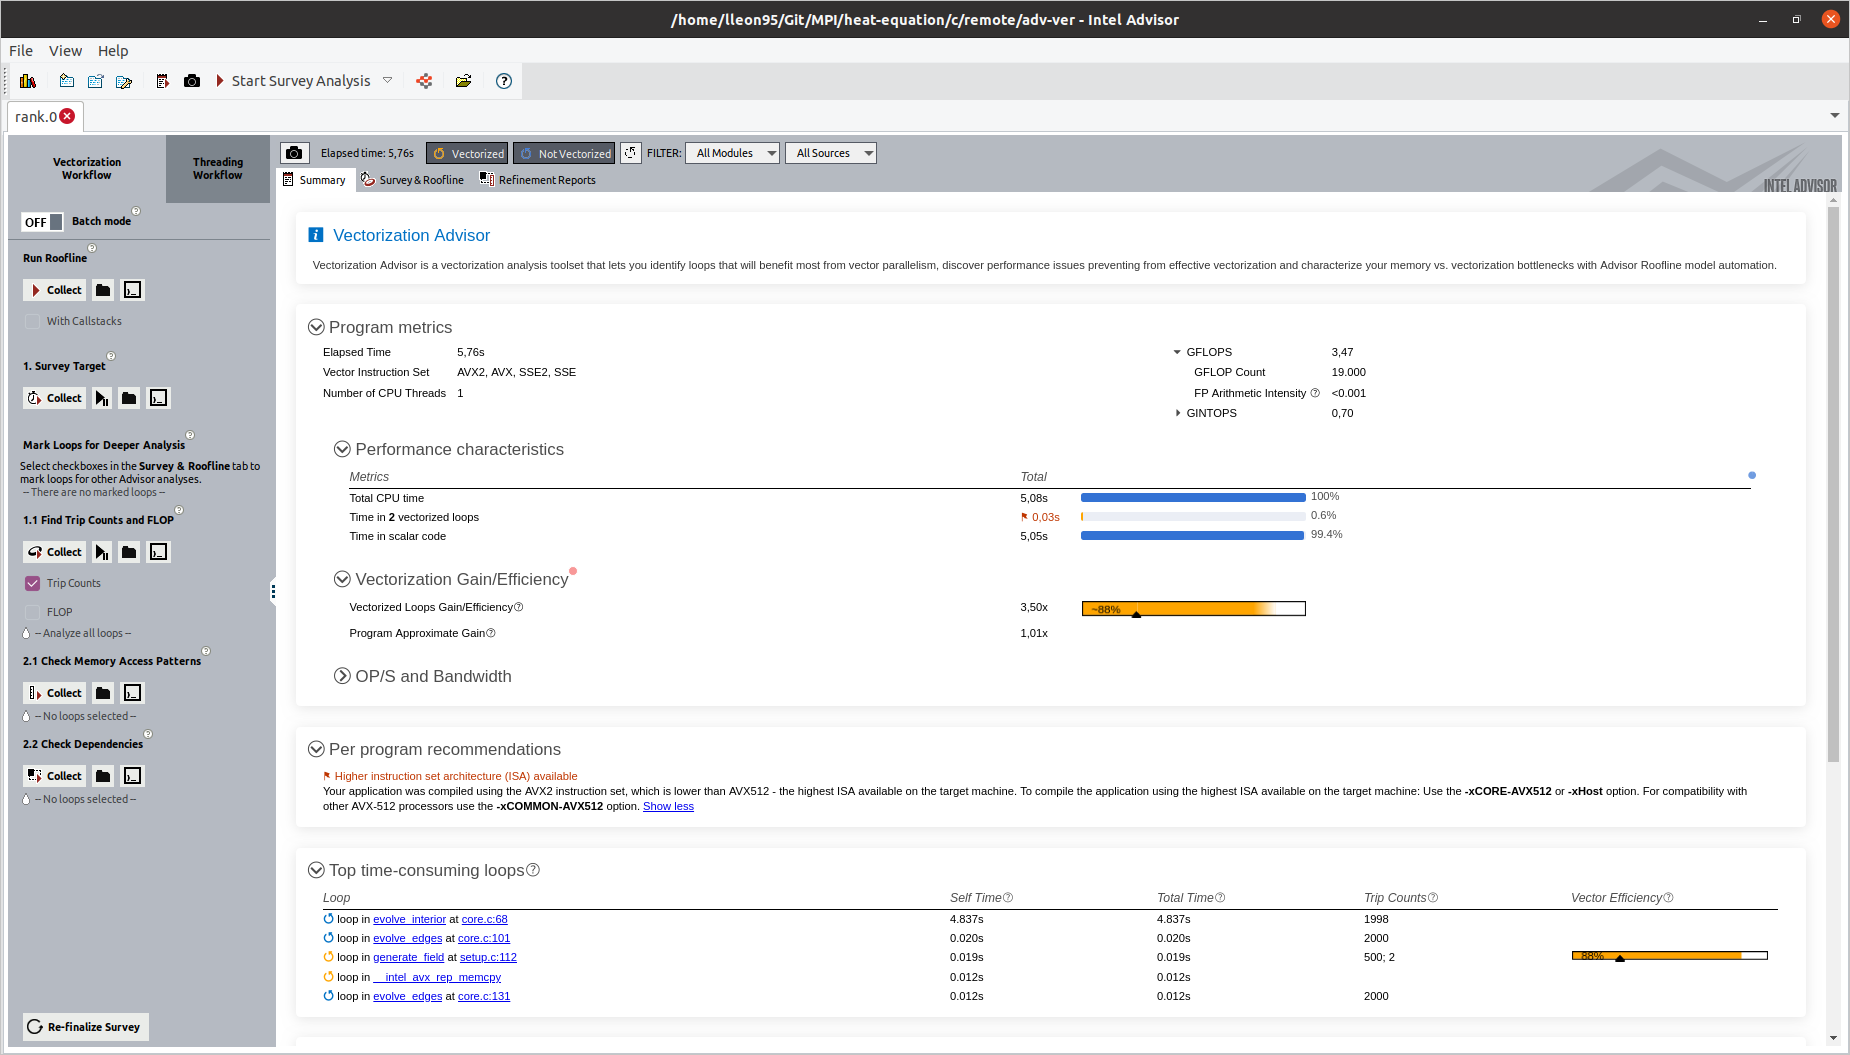 /home/lleon95/Git/MPI/heat-equation/c/remote/adv-ver - Intel Advisor
File View Help
Start Survey Analysis
rank.0
Vectorization Workflow
Threading Workflow
OFF Batch mode
Run Roofline
Collect
With Callstacks
1. Survey Target
Collect
Mark Loops for Deeper Analysis
Select checkboxes in the Survey & Roofline tab to
mark loops for other Advisor analyses.
-- There are no marked loops --
1.1 Find Trip Counts and FLOP
Collect
Trip Counts
FLOP
-- Analyze all loops --
2.1 Check Memory Access Patterns
Collect
-- No loops selected --
2.2 Check Dependencies
Collect
-- No loops selected --
Re-finalize Survey
Elapsed time: 5,76s Vectorized Not Vectorized FILTER: All Modules All Sources
Summary Survey & Roofline Refinement Reports
INTEL ADVISOR
Vectorization Advisor
Vectorization Advisor is a vectorization analysis toolset that lets you identify loops that will benefit most from vector parallelism, discover performance issues preventing from effective vectorization and characterize your memory vs. vectorization bottlenecks with Advisor Roofline model automation.
Program metrics
Elapsed Time 5,76s
Vector Instruction Set AVX2, AVX, SSE2, SSE
Number of CPU Threads 1
GFLOPS 3,47
GFLOP Count 19.000
FP Arithmetic Intensity <0.001
GINTOPS 0,70
Performance characteristics
Metrics Total
Total CPU time 5,08s 100%
Time in 2 vectorized loops 0,03s 0.6%
Time in scalar code 5,05s 99.4%
Vectorization Gain/Efficiency
Vectorized Loops Gain/Efficiency 3,50x ~88%
Program Approximate Gain 1,01x
OP/S and Bandwidth
Per program recommendations
Higher instruction set architecture (ISA) available
Your application was compiled using the AVX2 instruction set, which is lower than AVX512 - the highest ISA available on the target machine. To compile the application using the highest ISA available on the target machine: Use the -xCORE-AVX512 or -xHost option. For compatibility with
other AVX-512 processors use the -xCOMMON-AVX512 option. Show less
Top time-consuming loops
Loop Self Time Total Time Trip Counts Vector Efficiency
loop in evolve_interior at core.c:68 4.837s 4.837s 1998
loop in evolve_edges at core.c:101 0.020s 0.020s 2000
loop in generate_field at setup.c:112 0.019s 0.019s 500; 2 88%
loop in __intel_avx_rep_memcpy 0.012s 0.012s
loop in evolve_edges at core.c:131 0.012s 0.012s 2000